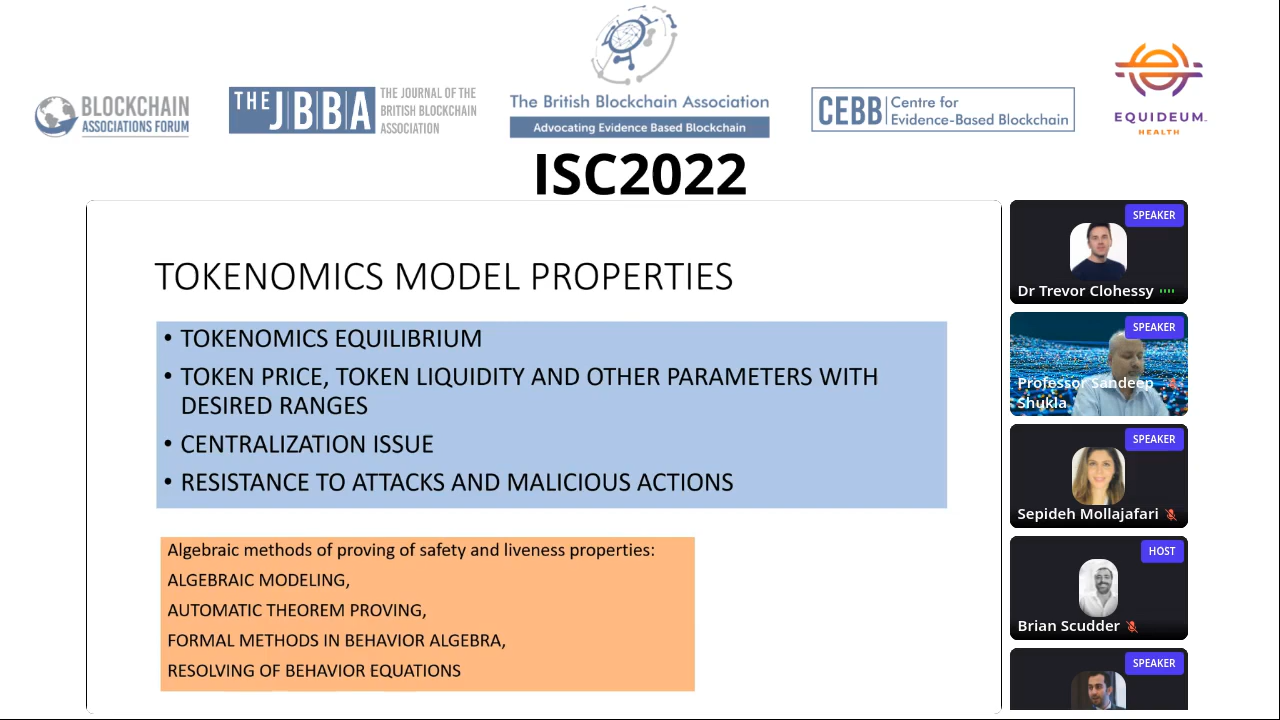 BLOCKCHAIN
ASSOCIATIONS FORUM
THE JBBA
THE JOURNAL OF THE
BRITISH BLOCKCHAIN
ASSOCIATION
The British Blockchain Association
Advocating Evidence Based Blockchain
CEBB
Centre for
Evidence-Based Blockchain
EQUIDEUM
HEALTH
ISC2022
TOKENOMICS MODEL PROPERTIES
• TOKENOMICS EQUILIBRIUM
• TOKEN PRICE, TOKEN LIQUIDITY AND OTHER PARAMETERS WITH
DESIRED RANGES
• CENTRALIZATION ISSUE
• RESISTANCE TO ATTACKS AND MALICIOUS ACTIONS
Algebraic methods of proving of safety and liveness properties:
ALGEBRAIC MODELING,
AUTOMATIC THEOREM PROVING,
FORMAL METHODS IN BEHAVIOR ALGEBRA,
RESOLVING OF BEHAVIOR EQUATIONS
SPEAKER
Dr Trevor Clohessy
SPEAKER
Professor Sandeep
Shukla
SPEAKER
Sepideh Mollajafari
HOST
Brian Scudder
SPEAKER